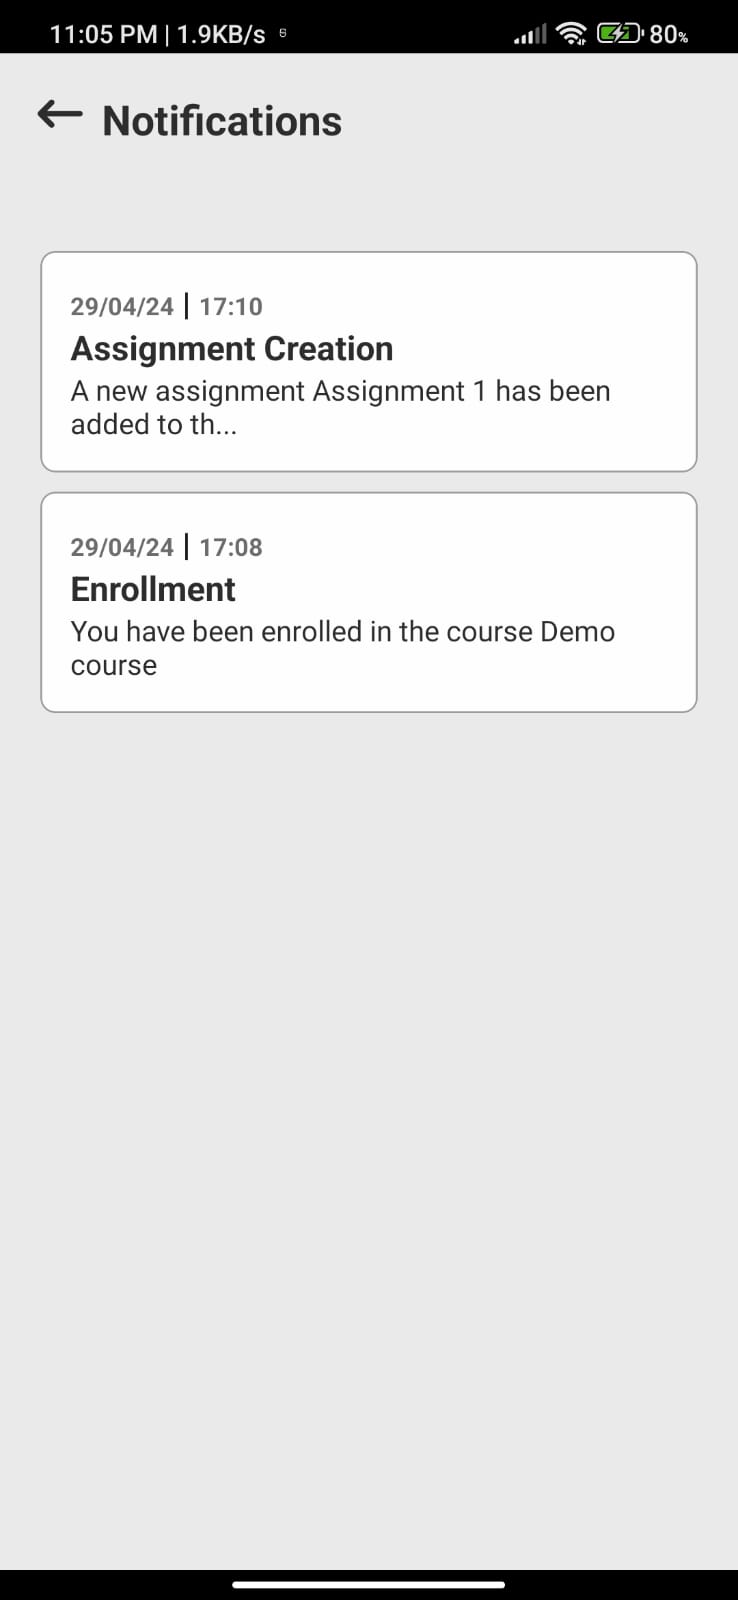 11:05 PM | 1.9KB/s
80%
Notifications
29/04/24 | 17:10
Assignment Creation
A new assignment Assignment 1 has been
added to th...
29/04/24 | 17:08
Enrollment
You have been enrolled in the course Demo
course